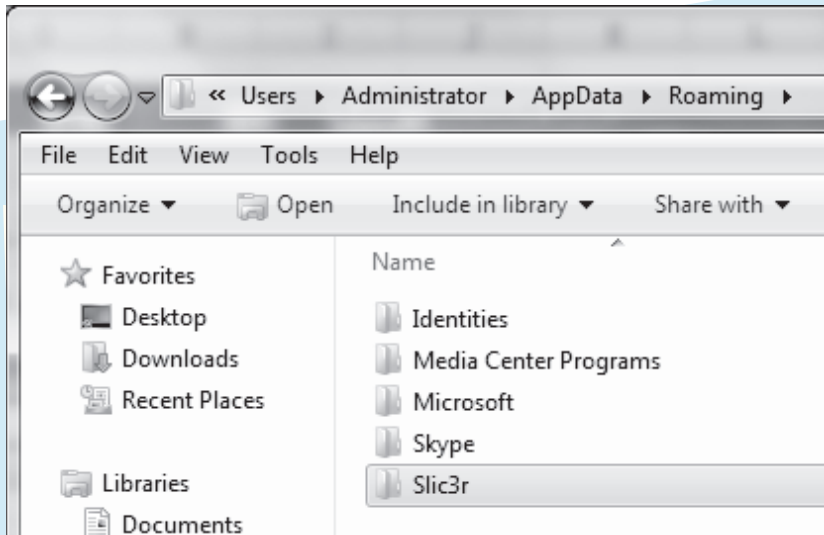 « Users ▸ Administrator ▸ AppData ▸ Roaming ▸
File Edit View Tools Help
Organize ▼ Open Include in library ▼ Share with ▼
Favorites
Desktop
Downloads
Recent Places
Libraries
Documents
Name
Identities
Media Center Programs
Microsoft
Skype
Slic3r